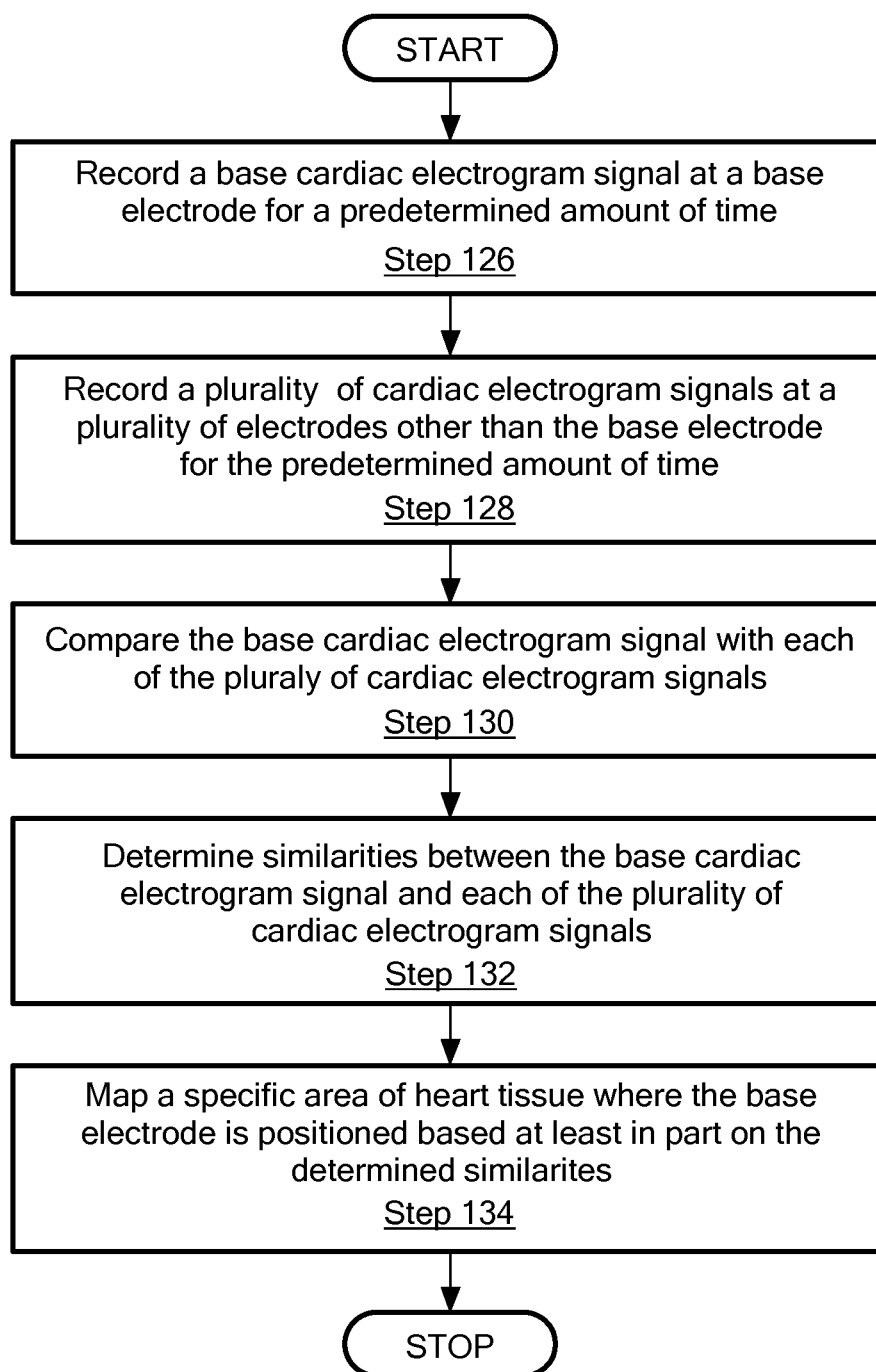 START
Record a base cardiac electrogram signal at a base
electrode for a predetermined amount of time
Step 126
Record a plurality of cardiac electrogram signals at a
plurality of electrodes other than the base electrode
for the predetermined amount of time
Step 128
Compare the base cardiac electrogram signal with each
of the pluraly of cardiac electrogram signals
Step 130
Determine similarities between the base cardiac
electrogram signal and each of the plurality of
cardiac electrogram signals
Step 132
Map a specific area of heart tissue where the base
electrode is positioned based at least in part on the
determined similarites
Step 134
STOP